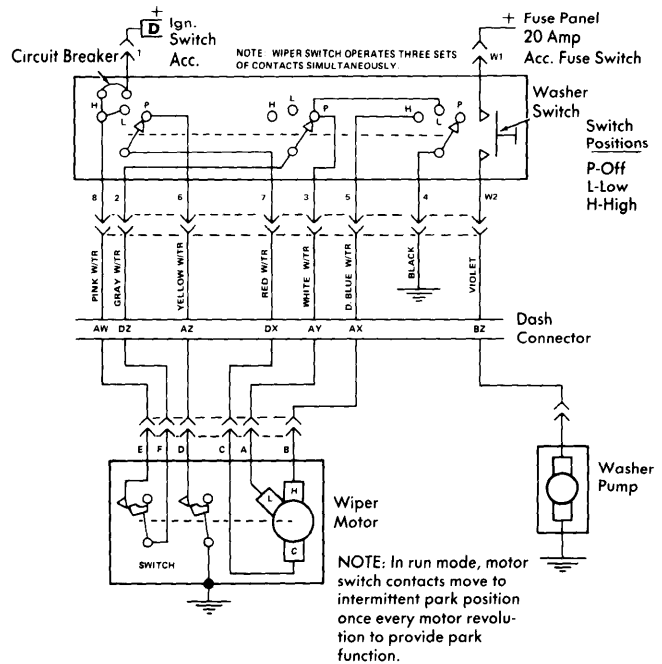 +
D
Ign.
Switch
Acc.
Circuit Breaker
1
NOTE: WIPER SWITCH OPERATES THREE SETS
OF CONTACTS SIMULTANEOUSLY.
+ Fuse Panel
20 Amp
Acc. Fuse Switch
W1
Washer
Switch
H
L
P
H
L
P
H
L
P
Switch
Positions
P-Off
L-Low
H-High
8 2 6 7 3 5 4 W2
PINK W/TR
GRAY W/TR
YELLOW W/TR
RED W/TR
WHITE W/TR
D. BLUE W/TR
BLACK
VIOLET
AW DZ AZ DX AY AX BZ
Dash
Connector
E F D C A B
L
H
C
SWITCH
Wiper
Motor
Washer
Pump
NOTE: In run mode, motor
switch contacts move to
intermittent park position
once every motor revolu-
tion to provide park
function.